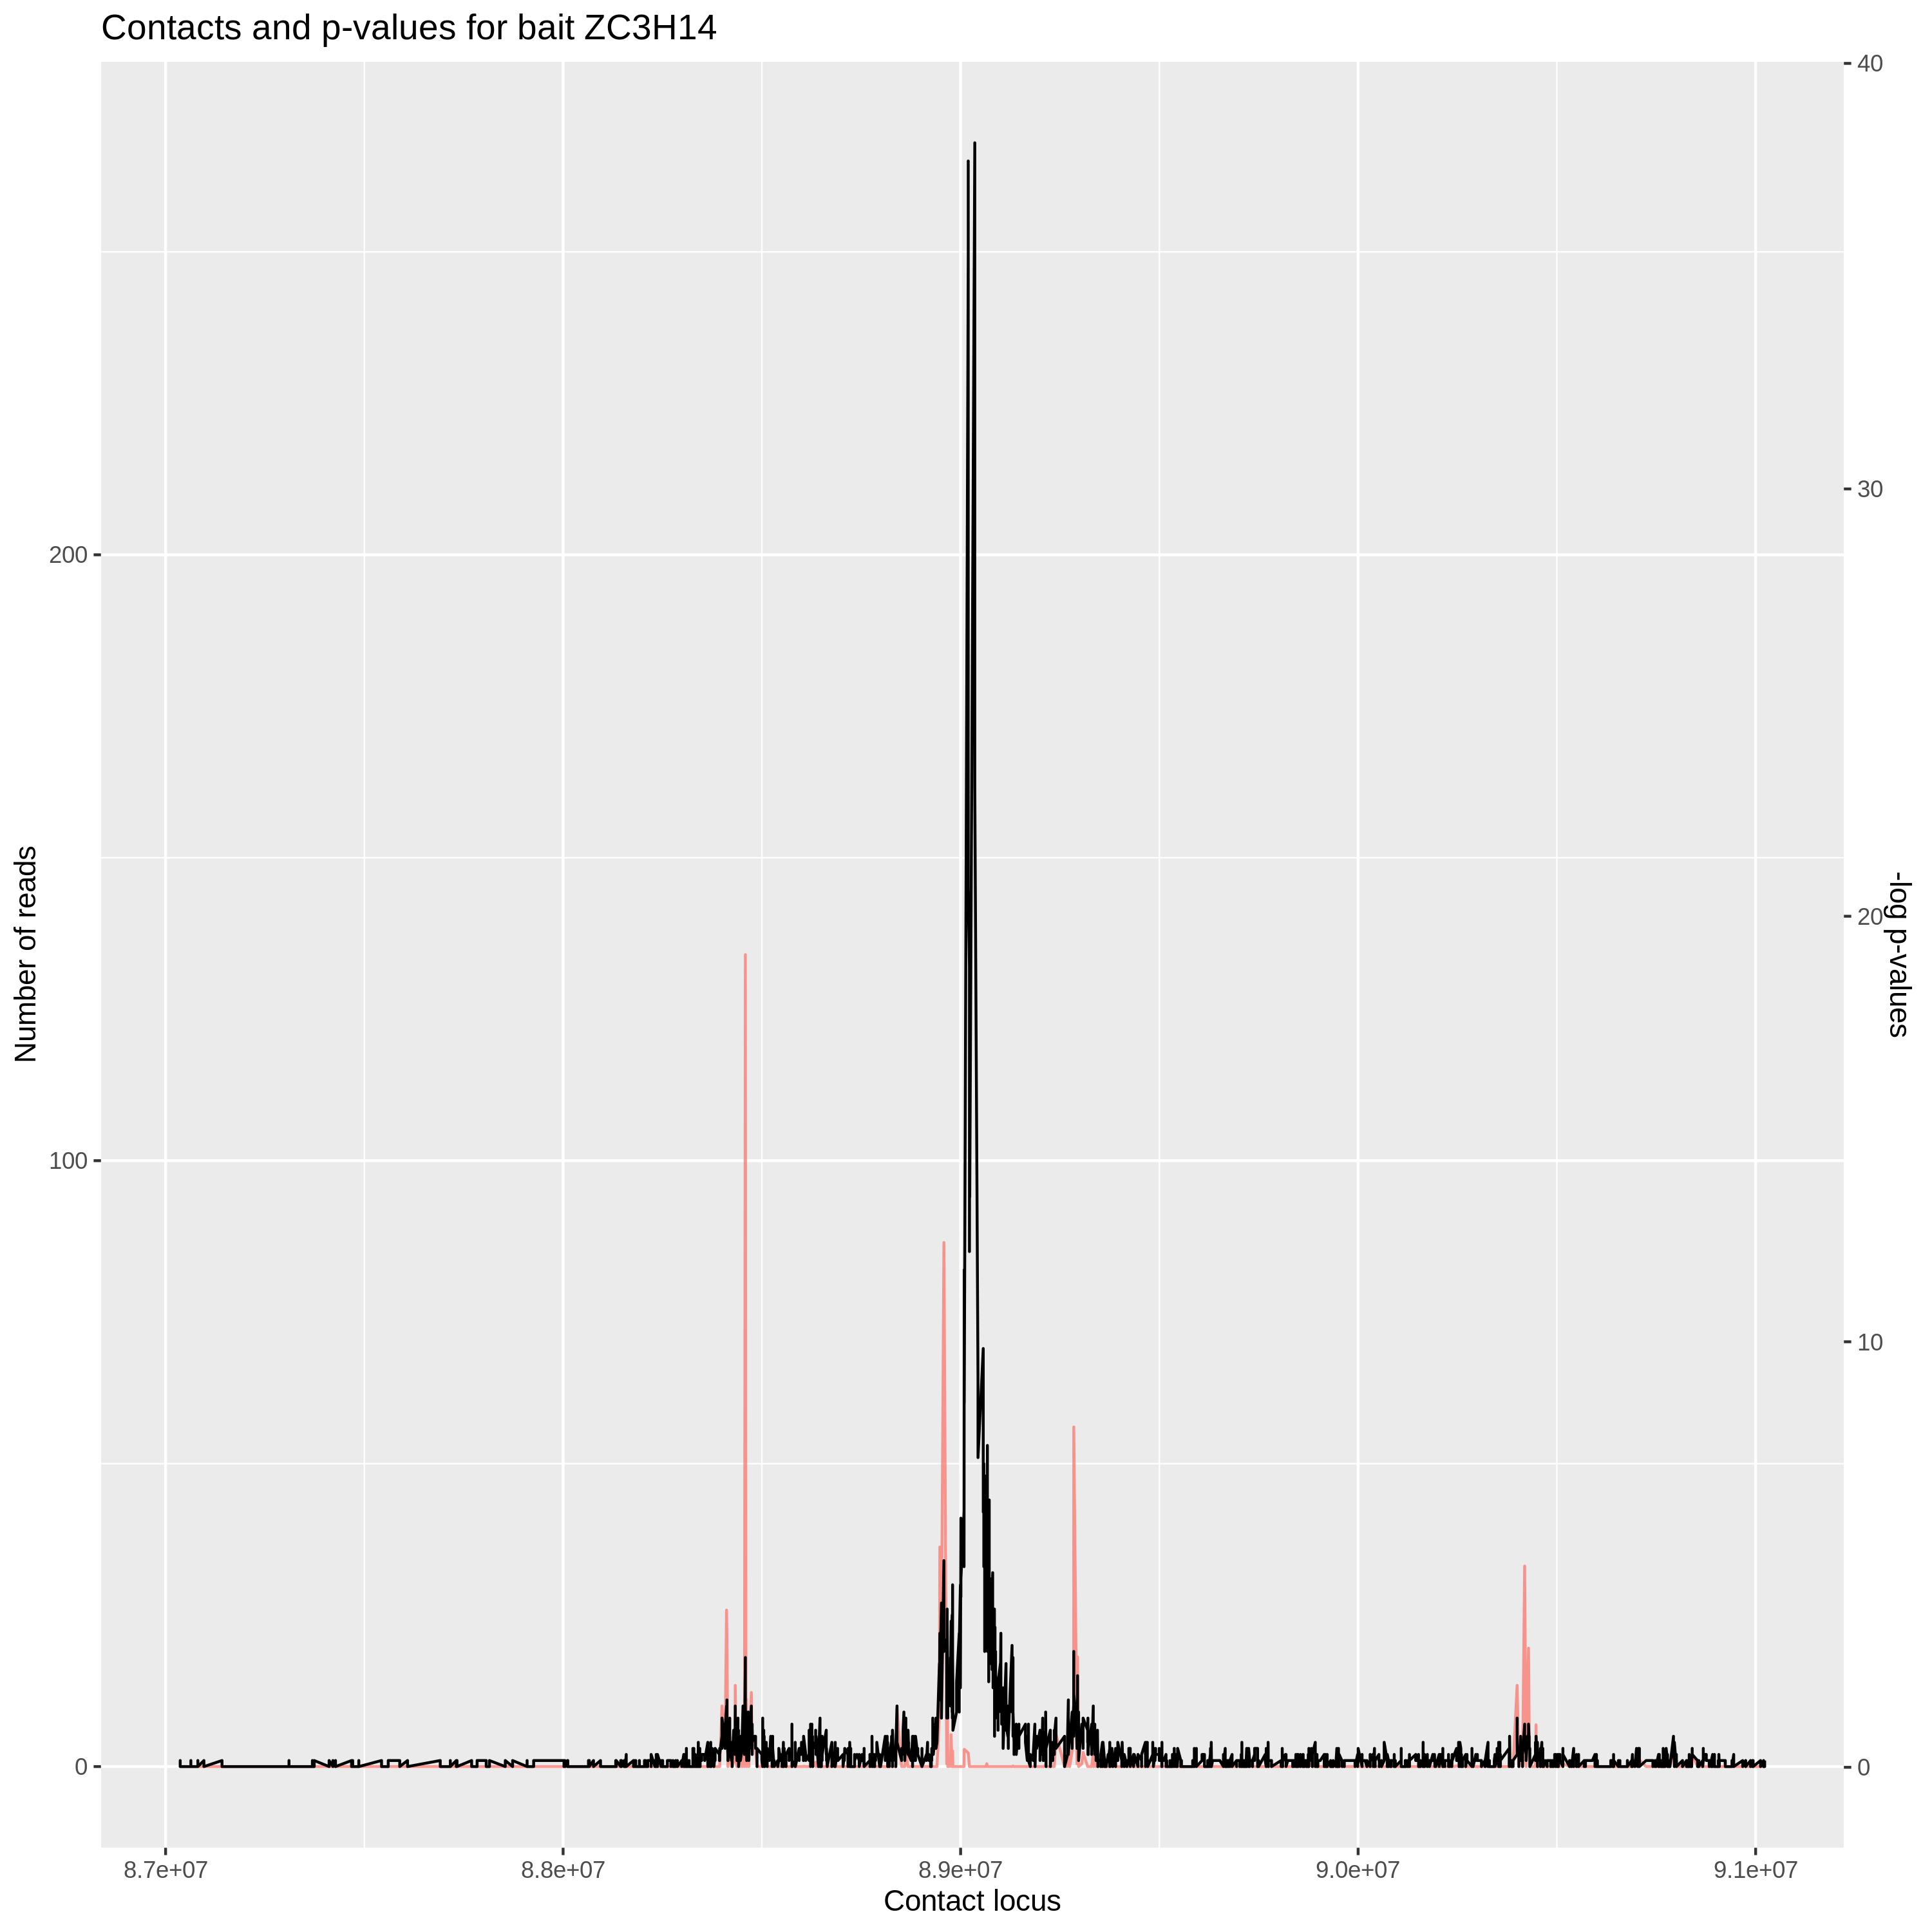 Contacts and p-values for bait ZC3H14
40
30
200
20
Number of reads
-log p-values
100
10
0
0
8.7e+07
8.8e+07
8.9e+07
9.0e+07
9.1e+07
Contact locus